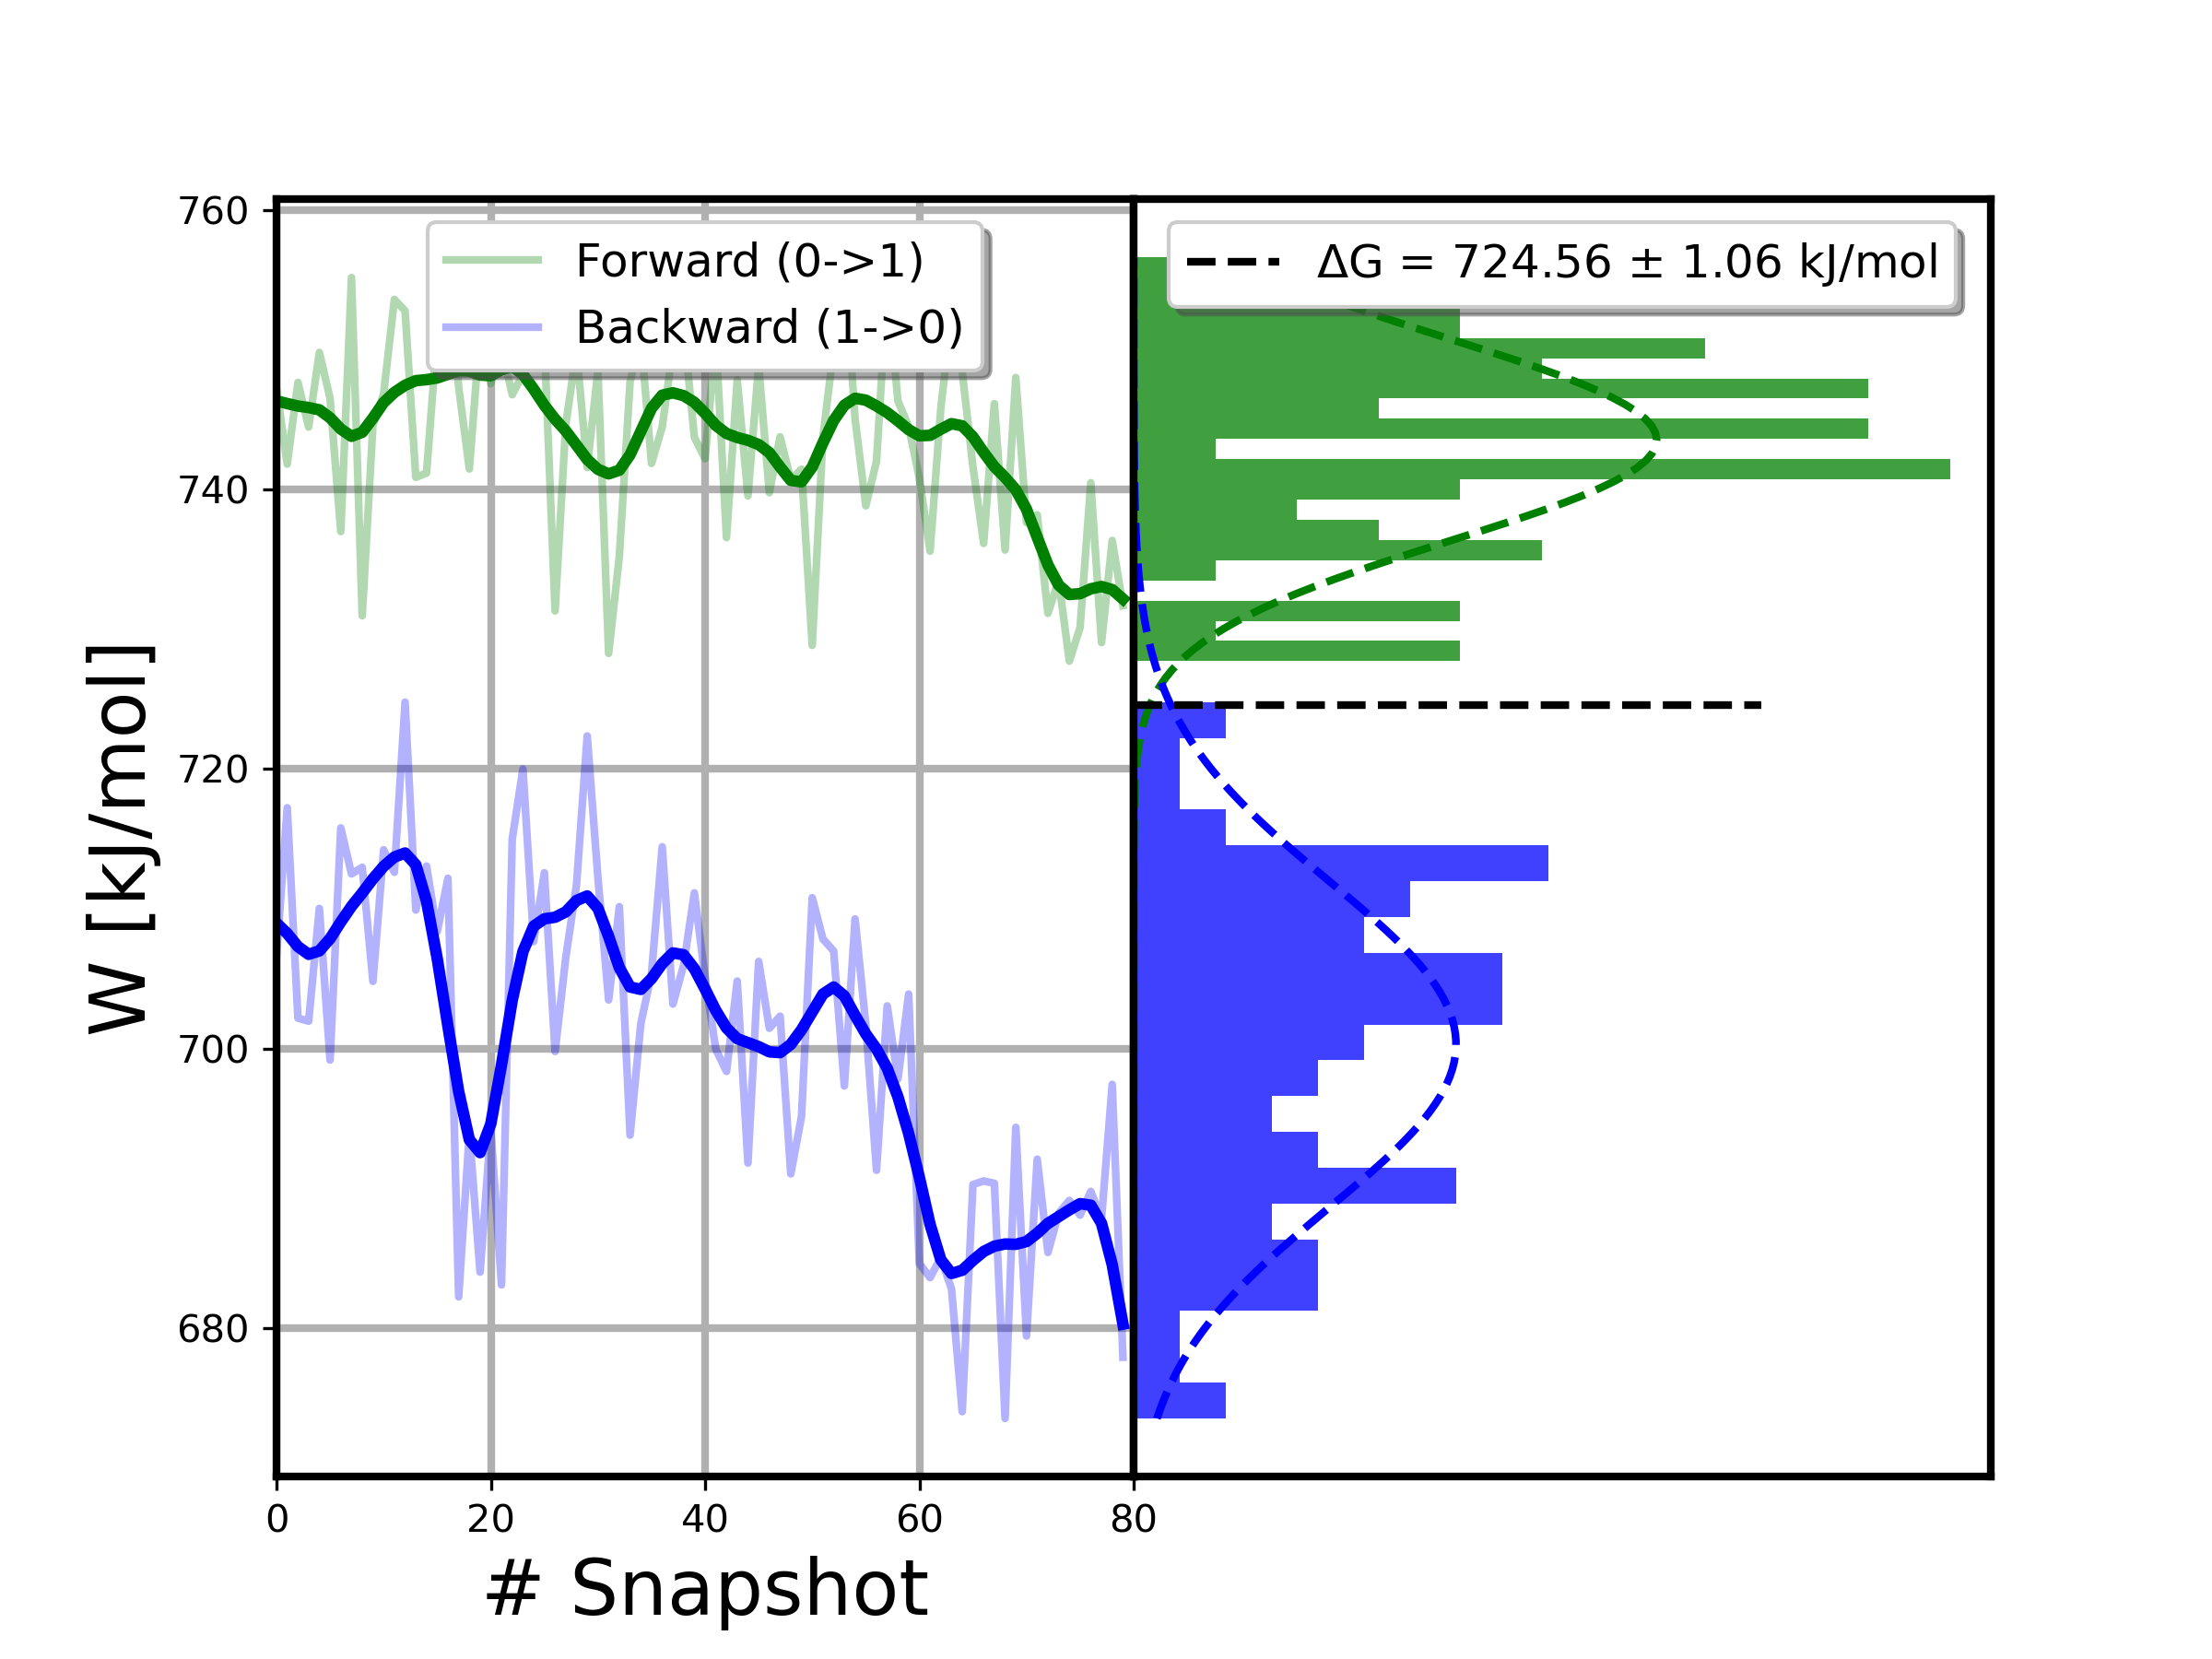 760
740
720
700
680
W [kJ/mol]
0 20 40 60 80
# Snapshot
Forward (0->1)
Backward (1->0)
ΔG = 724.56 ± 1.06 kJ/mol